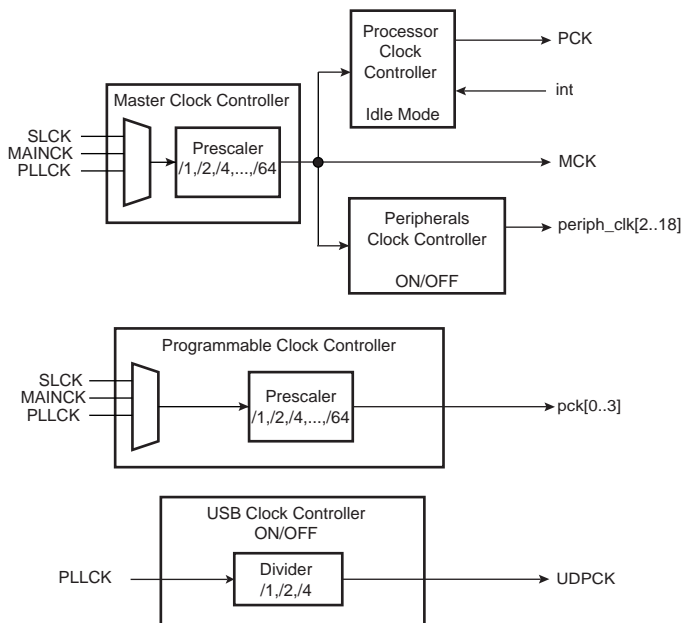 Processor
Clock
Controller
Idle Mode
PCK
int
Master Clock Controller
SLCK
MAINCK
PLLCK
Prescaler
/1,/2,/4,...,/64
MCK
Peripherals
Clock Controller
ON/OFF
periph_clk[2..18]
Programmable Clock Controller
SLCK
MAINCK
PLLCK
Prescaler
/1,/2,/4,...,/64
pck[0..3]
USB Clock Controller
ON/OFF
PLLCK
Divider
/1,/2,/4
UDPCK